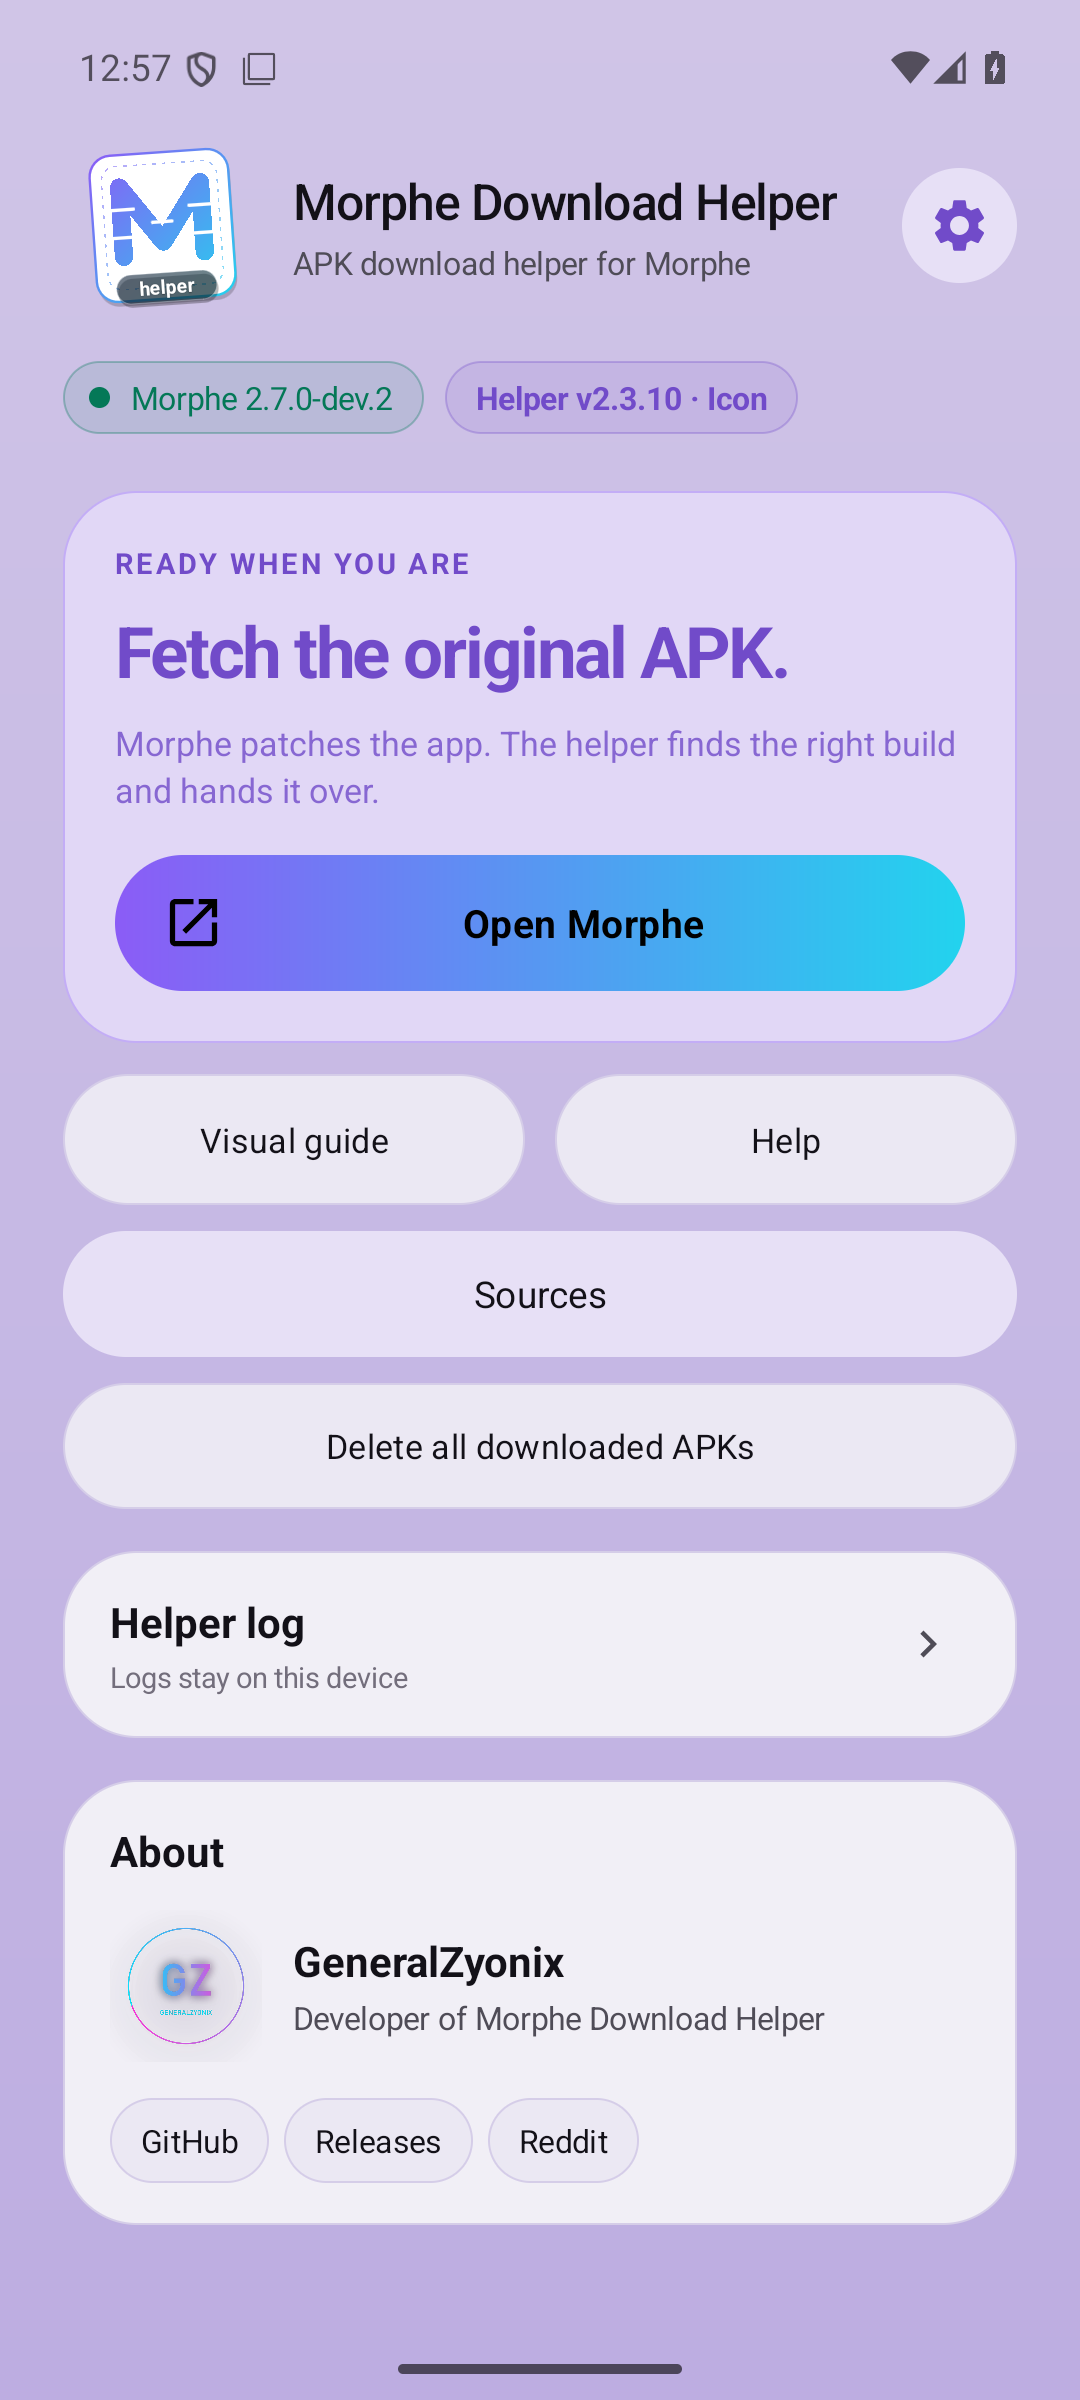 12:57
helper
Morphe Download Helper
APK download helper for Morphe
Morphe 2.7.0-dev.2
Helper v2.3.10 · Icon
READY WHEN YOU ARE
Fetch the original APK.
Morphe patches the app. The helper finds the right build
and hands it over.
Open Morphe
Visual guide
Help
Sources
Delete all downloaded APKs
Helper log
Logs stay on this device
About
GZ
GENERALZYONIX
GeneralZyonix
Developer of Morphe Download Helper
GitHub
Releases
Reddit